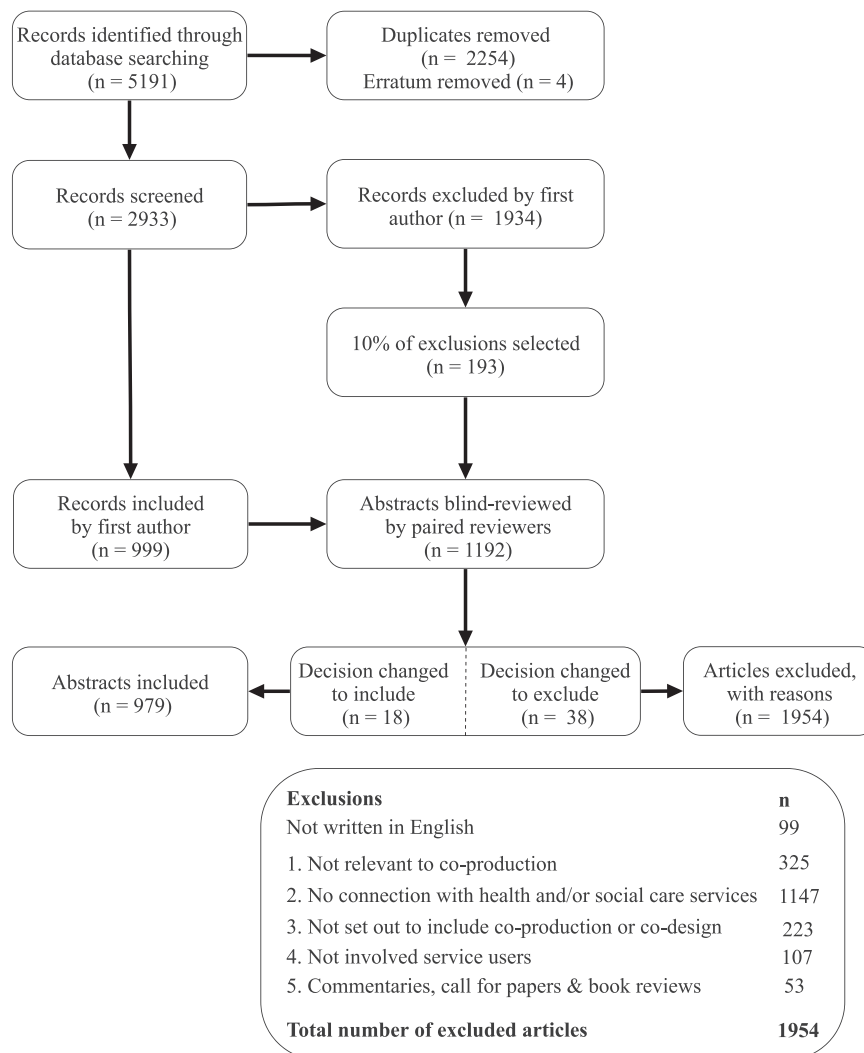 Records identified through
database searching
(n = 5191)
Duplicates removed
(n = 2254)
Erratum removed (n = 4)
Records screened
(n = 2933)
Records excluded by first
author (n = 1934)
10% of exclusions selected
(n = 193)
Records included
by first author
(n = 999)
Abstracts blind-reviewed
by paired reviewers
(n = 1192)
Abstracts included
(n = 979)
Decision changed
to include
(n = 18)
Decision changed
to exclude
(n = 38)
Articles excluded,
with reasons
(n = 1954)
Exclusions n
Not written in English 99
1. Not relevant to co-production 325
2. No connection with health and/or social care services 1147
3. Not set out to include co-production or co-design 223
4. Not involved service users 107
5. Commentaries, call for papers & book reviews 53
Total number of excluded articles 1954